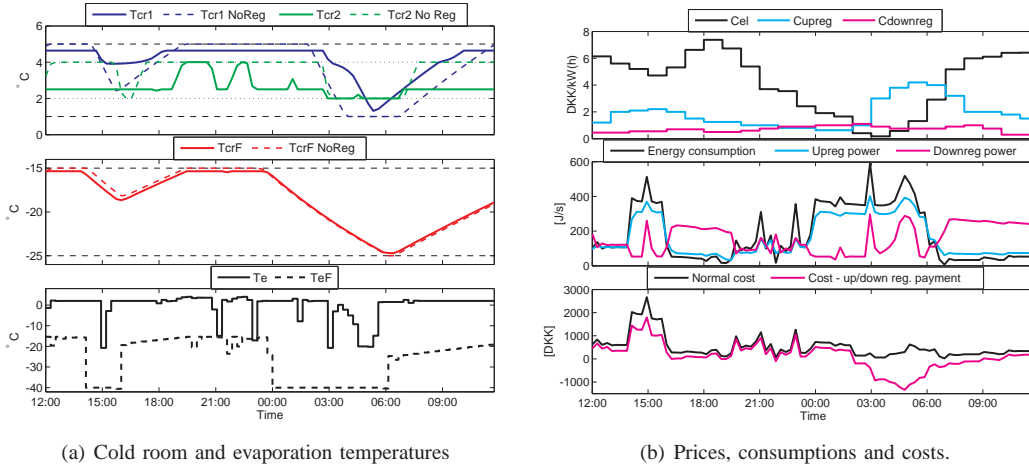 Tcr1 Tcr1 NoReg Tcr2 Tcr2 No Reg
6
4
2
0
° C
TcrF TcrF NoReg
-15
-20
-25
° C
Te TeF
0
-10
-20
-30
-40
° C
12:00 15:00 18:00 21:00 00:00 03:00 06:00 09:00
Time
(a) Cold room and evaporation temperatures
Cel Cupreg Cdownreg
8
6
4
2
0
DKK/kW(h)
Energy consumption Upreg power Downreg power
600
400
200
0
[J/s]
Normal cost Cost - up/down reg. payment
3000
2000
1000
0
-1000
[DKK]
12:00 15:00 18:00 21:00 00:00 03:00 06:00 09:00
Time
(b) Prices, consumptions and costs.